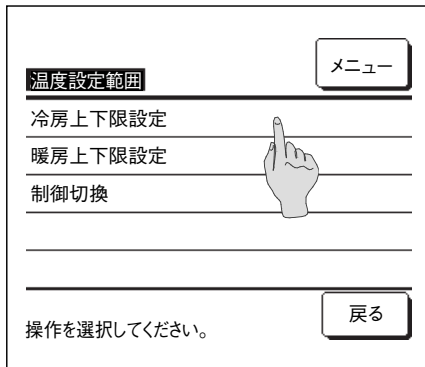 メニュー
温度設定範囲
冷房上下限設定
暖房上下限設定
制御切換
戻る
操作を選択してください。